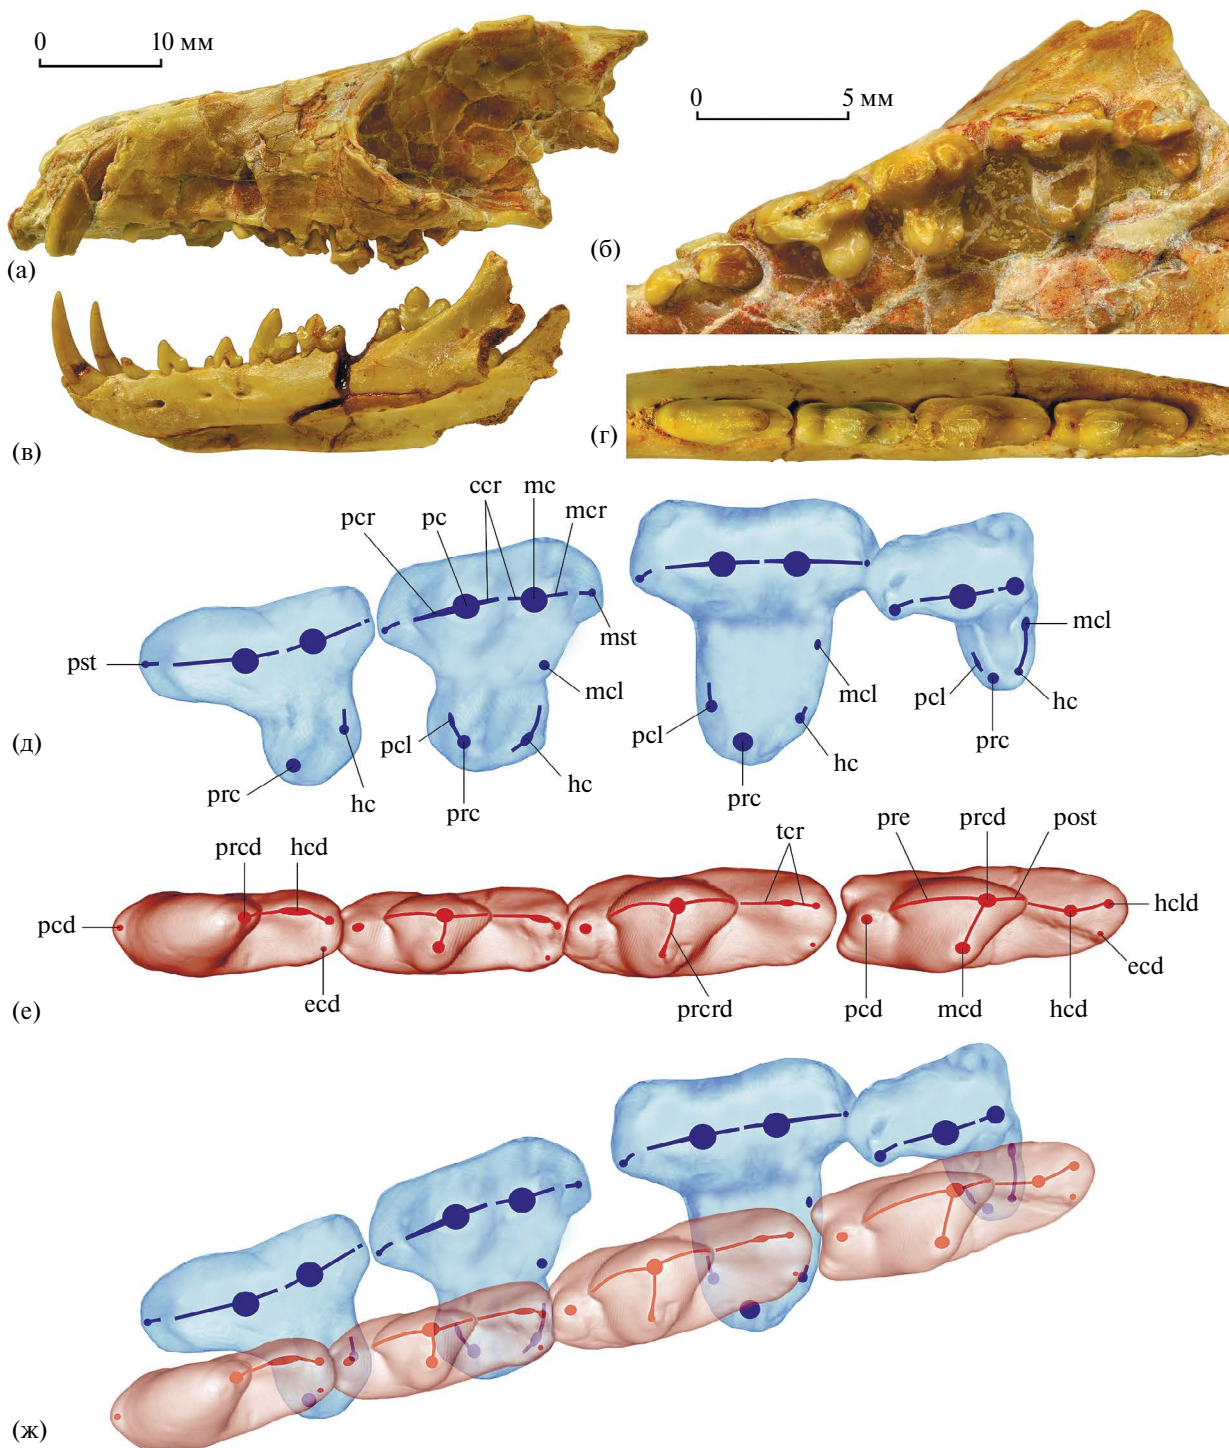 0 10 мм
(а)
0 5 мм
(б)
(в)
(г)
pcr pc ccr mc mcr
pst
mst
mcl
pcl
hc
prc
prc
hc
pcl
mcl
hc
prc
mcl
pcl
hc
prc
(д)
prcd hcd tcr pre prcd post
pcd
hcld
ecd
ecd
prcrd
pcd mcd hcd
(е)
(ж)